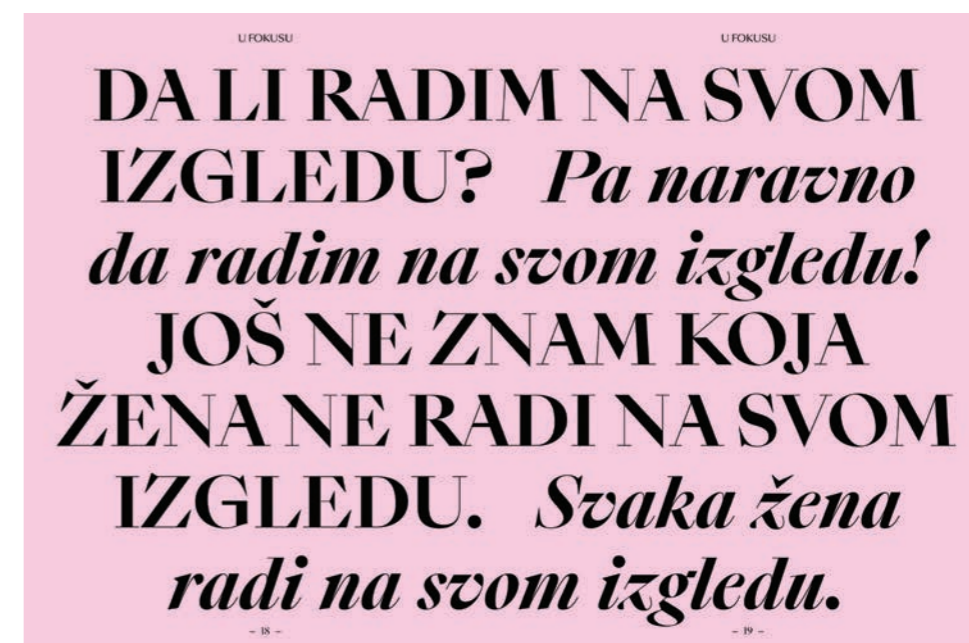 U FOKUSU
U FOKUSU
DA LI RADIM NA SVOM
IZGLEDU? Pa naravno
da radim na svom izgledu!
JOŠ NE ZNAM KOJA
ŽENA NE RADI NA SVOM
IZGLEDU. Svaka žena
radi na svom izgledu.
– 18 –
– 19 –